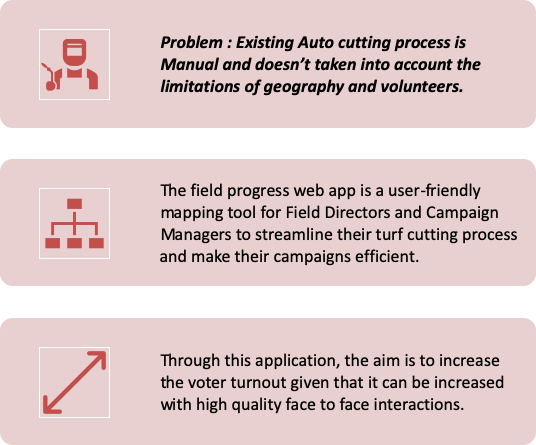 Problem : Existing Auto cutting process is
Manual and doesn’t taken into account the
limitations of geography and volunteers.
The field progress web app is a user-friendly
mapping tool for Field Directors and Campaign
Managers to streamline their turf cutting process
and make their campaigns efficient.
Through this application, the aim is to increase
the voter turnout given that it can be increased
with high quality face to face interactions.